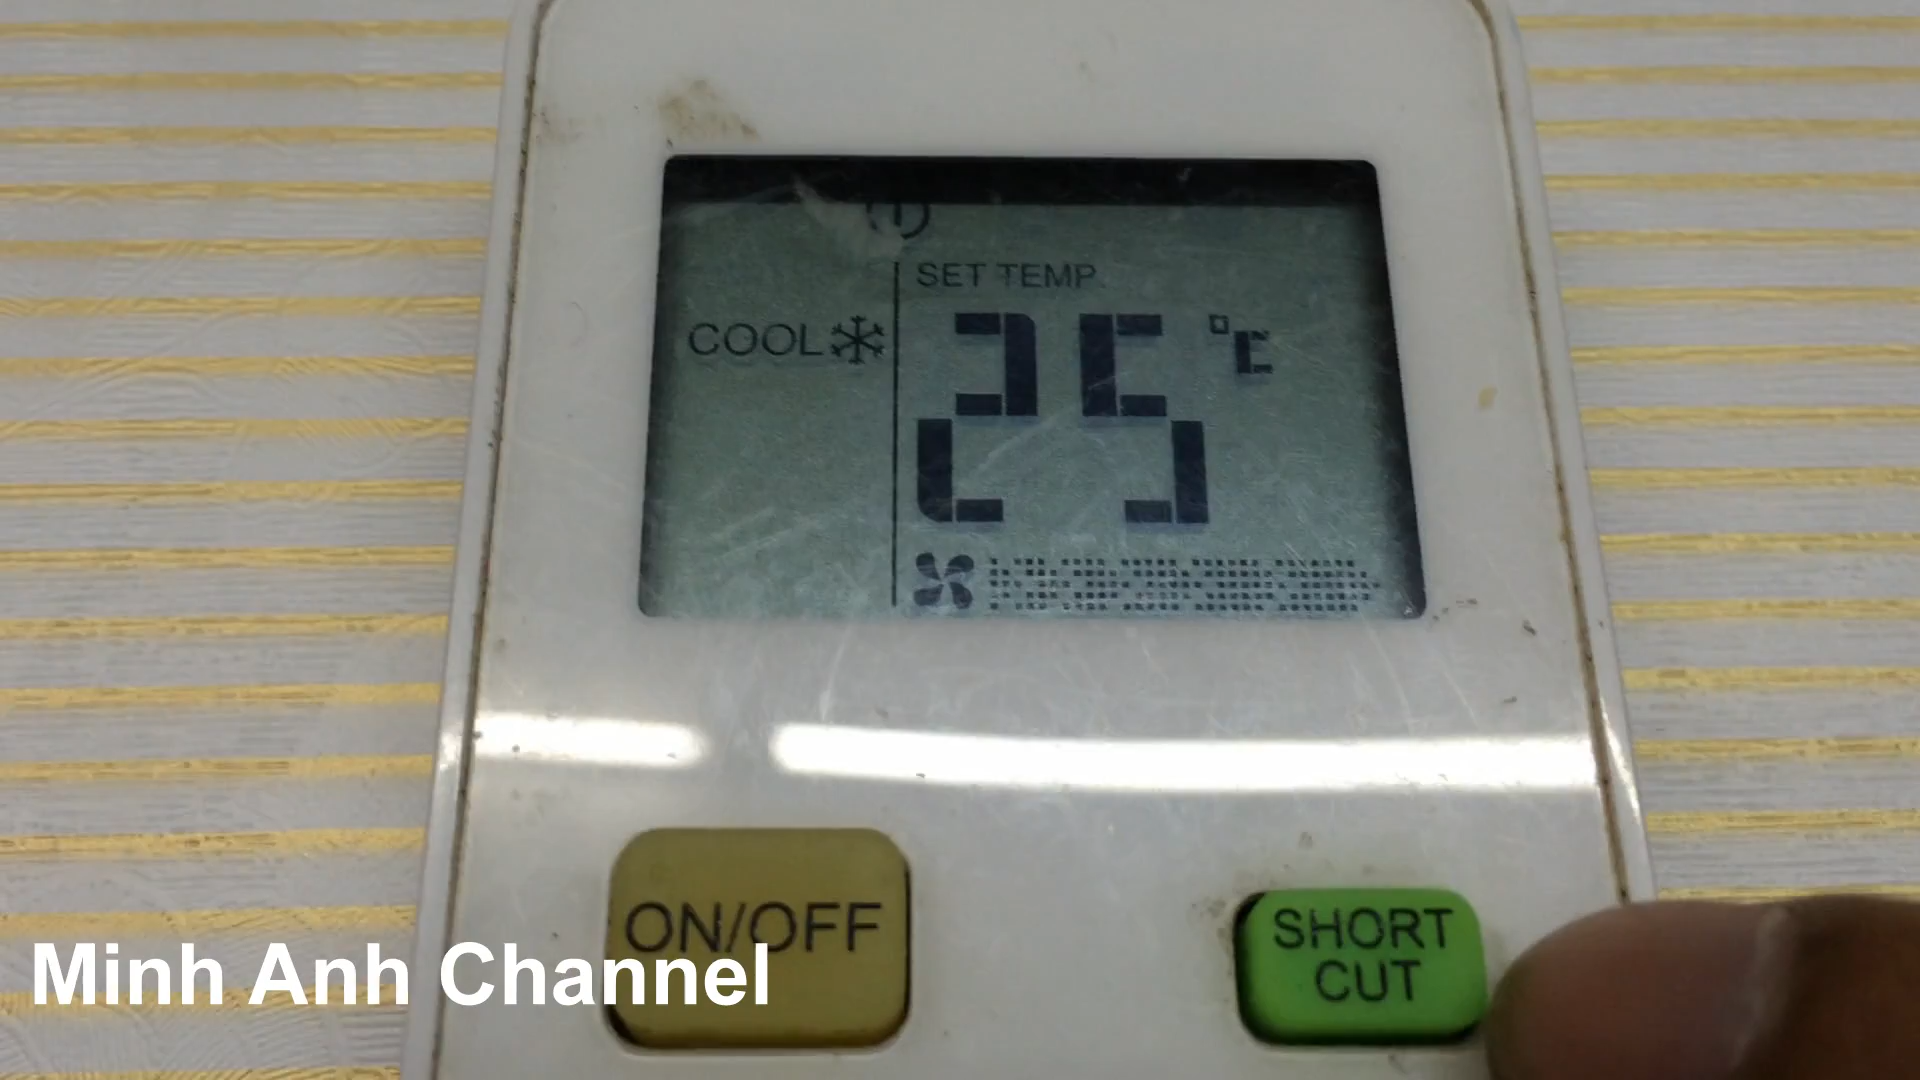 SET TEMP.
COOL
25 °C
ON/OFF
SHORT
CUT
Minh Anh Channel